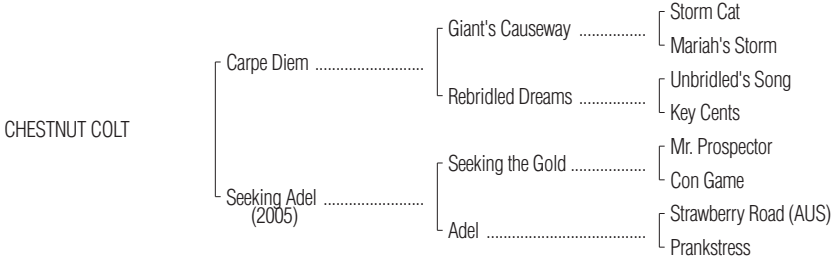 Storm Cat
Giant's Causeway ................
Mariah's Storm
Carpe Diem ..........................
Unbridled's Song
Rebridled Dreams ................
Key Cents
CHESTNUT COLT
Mr. Prospector
Seeking the Gold ..................
Con Game
Seeking Adel ........................
(2005)
Strawberry Road (AUS)
Adel ......................................
Prankstress